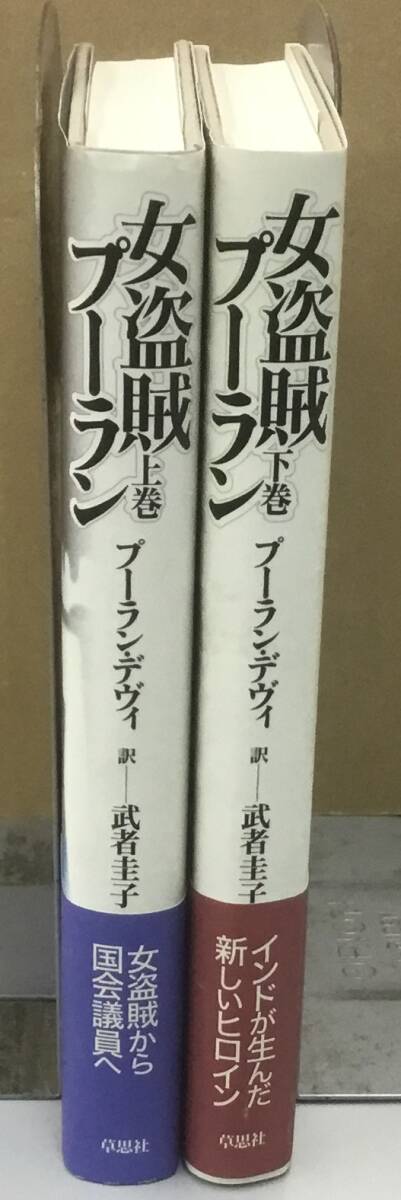 女盗賊
プーラン
上巻
プーラン・デヴィ
訳―武者圭子
女盗賊から
国会議員へ
草思社
女盗賊
プーラン
下巻
プーラン・デヴィ
訳―武者圭子
インドが生んだ
新しいヒロイン
草思社